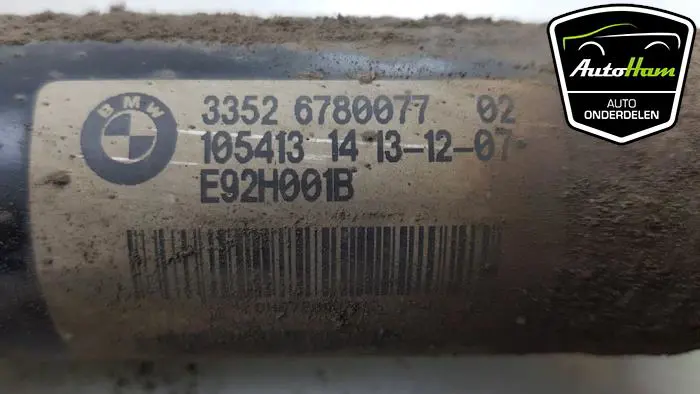 BMW
3352 6780077 02
105413 14 13-12-07
E92H001B
AutoHam
AUTO
ONDERDELEN